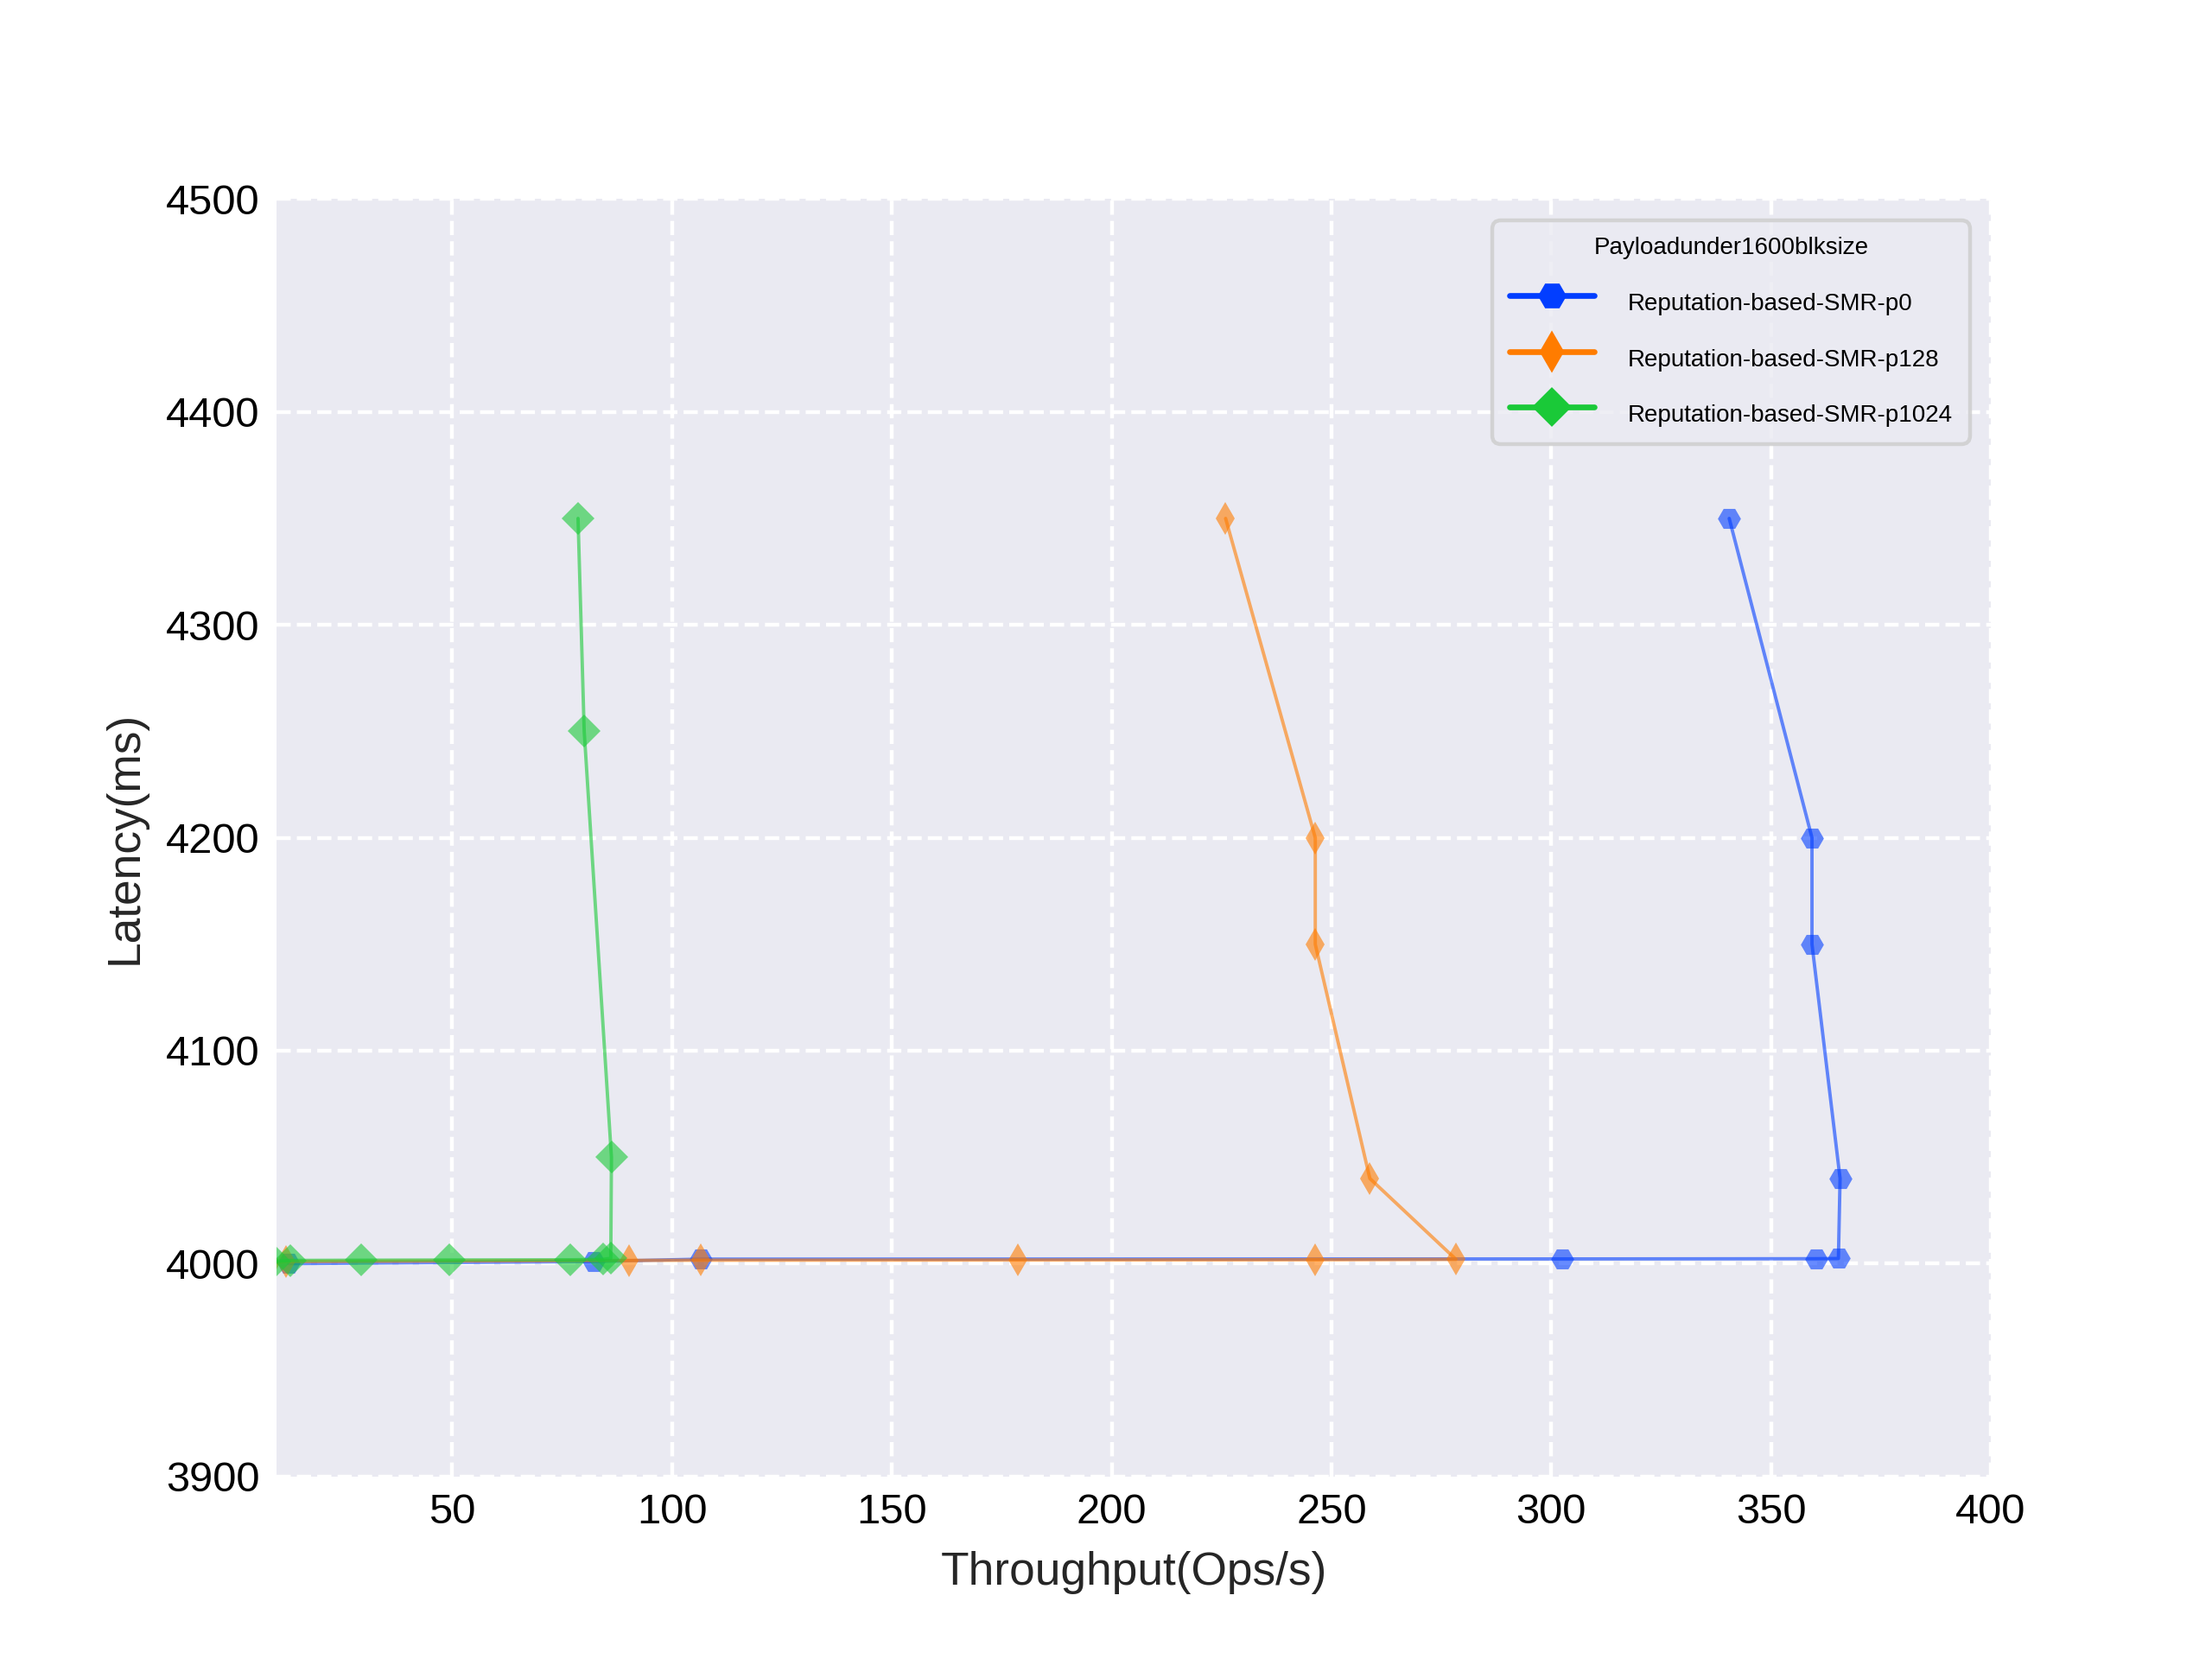 4500
4400
4300
4200
4100
4000
3900
Latency(ms)
Payloadunder1600blksize
Reputation-based-SMR-p0
Reputation-based-SMR-p128
Reputation-based-SMR-p1024
50 100 150 200 250 300 350 400
Throughput(Ops/s)